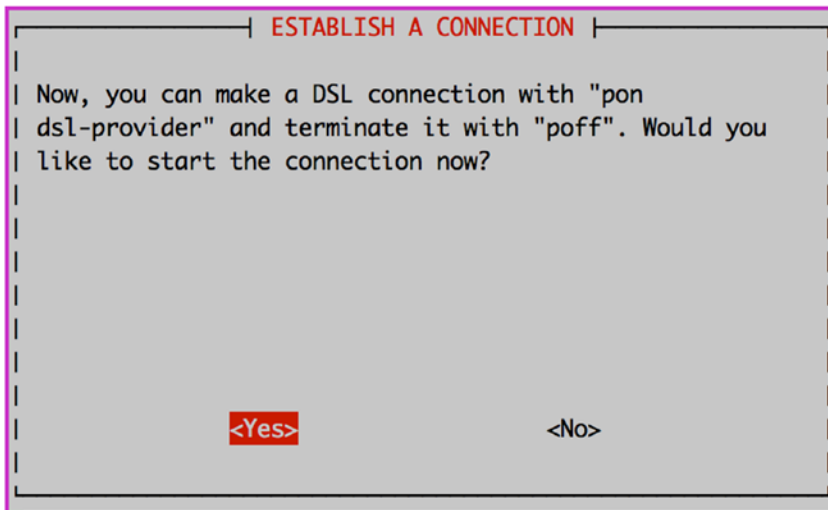 ESTABLISH A CONNECTION
Now, you can make a DSL connection with "pon
dsl-provider" and terminate it with "poff". Would you
like to start the connection now?
<Yes> <No>